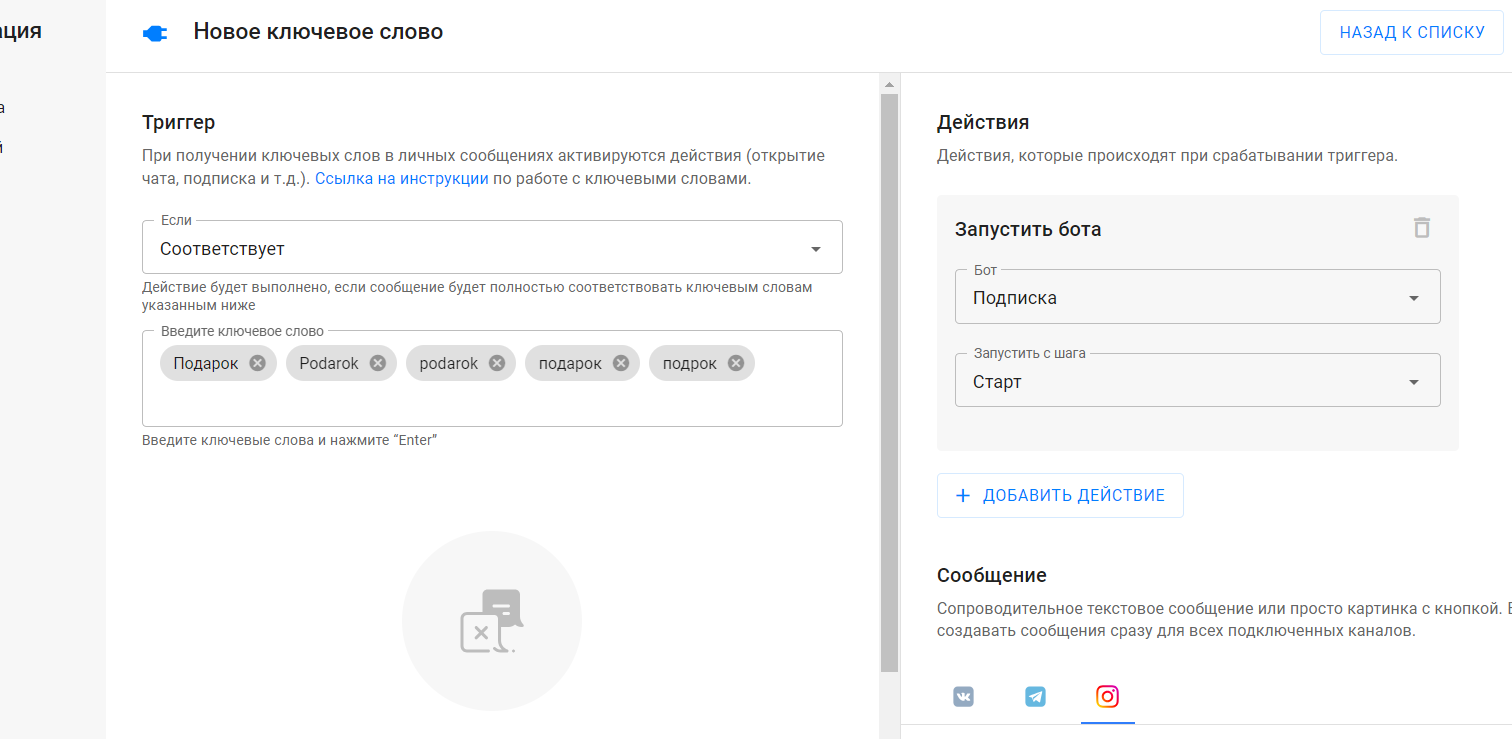 ация
а
й
Новое ключевое слово
НАЗАД К СПИСКУ
Триггер
При получении ключевых слов в личных сообщениях активируются действия (открытие
чата, подписка и т.д.). Ссылка на инструкции по работе с ключевыми словами.
Если
Соответствует
Действие будет выполнено, если сообщение будет полностью соответствовать ключевым словам
указанным ниже
Введите ключевое слово
Подарок Podarok podarok подарок подрок
Введите ключевые слова и нажмите “Enter”
Действия
Действия, которые происходят при срабатывании триггера.
Запустить бота
Бот
Подписка
Запустить с шага
Старт
ДОБАВИТЬ ДЕЙСТВИЕ
Сообщение
Сопроводительное текстовое сообщение или просто картинка с кнопкой.
создавать сообщения сразу для всех подключенных каналов.